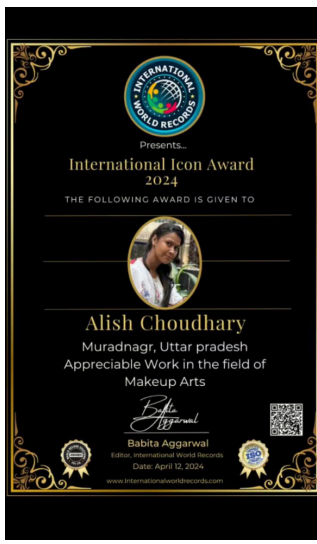 INTERNATIONAL
WORLD RECORDS
Presents...
International Icon Award
2024
THE FOLLOWING AWARD IS GIVEN TO
Alish Choudhary
Muradnagr, Uttar pradesh
Appreciable Work in the field of
Makeup Arts
Babita
Aggarwal
Babita Aggarwal
Editor, International World Records
Date: April 12, 2024
ISO
www.Internationalworldrecords.com